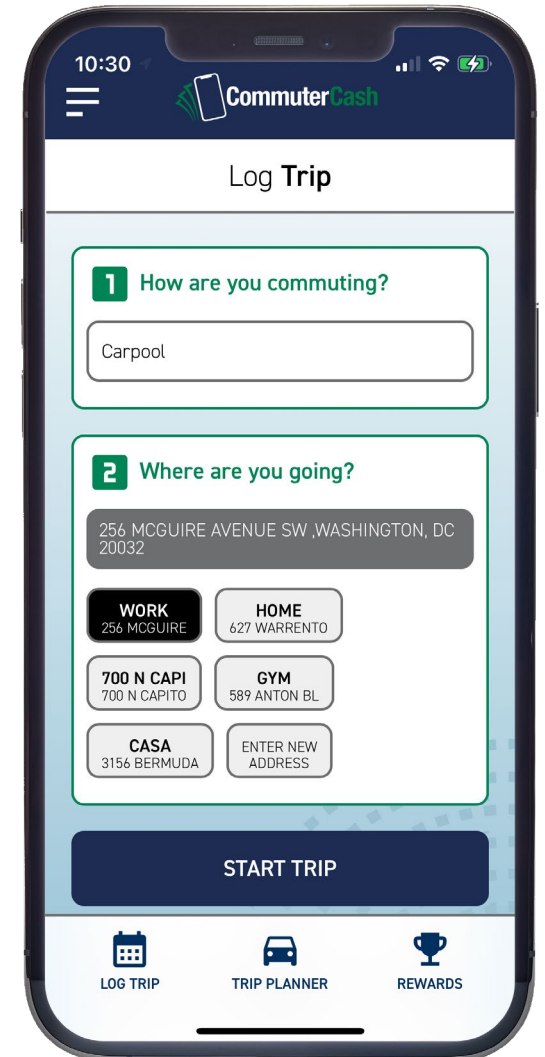 10:30
CommuterCash
Log Trip
1 How are you commuting?
Carpool
2 Where are you going?
256 MCGUIRE AVENUE SW ,WASHINGTON, DC
20032
WORK
256 MCGUIRE
HOME
627 WARRENTO
700 N CAPI
700 N CAPITO
GYM
589 ANTON BL
CASA
3156 BERMUDA
ENTER NEW
ADDRESS
START TRIP
LOG TRIP
TRIP PLANNER
REWARDS